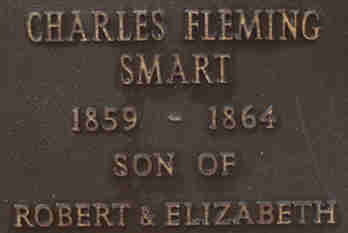 CHARLES FLEMING
SMART
1859 - 1864
SON OF
ROBERT & ELIZABETH